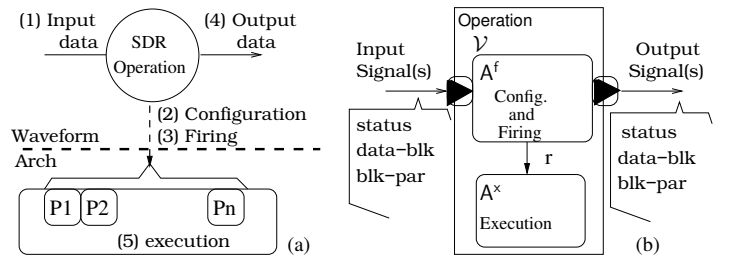 (1) Input
data
(4) Output
data
SDR
Operation
(2) Configuration
(3) Firing
Waveform
Arch
P1
P2
Pn
(5) execution
(a)
Operation
𝒱
Input
Signal(s)
A^f
Config.
and
Firing
Output
Signal(s)
status
data−blk
blk−par
r
A^x
Execution
status
data−blk
blk−par
(b)